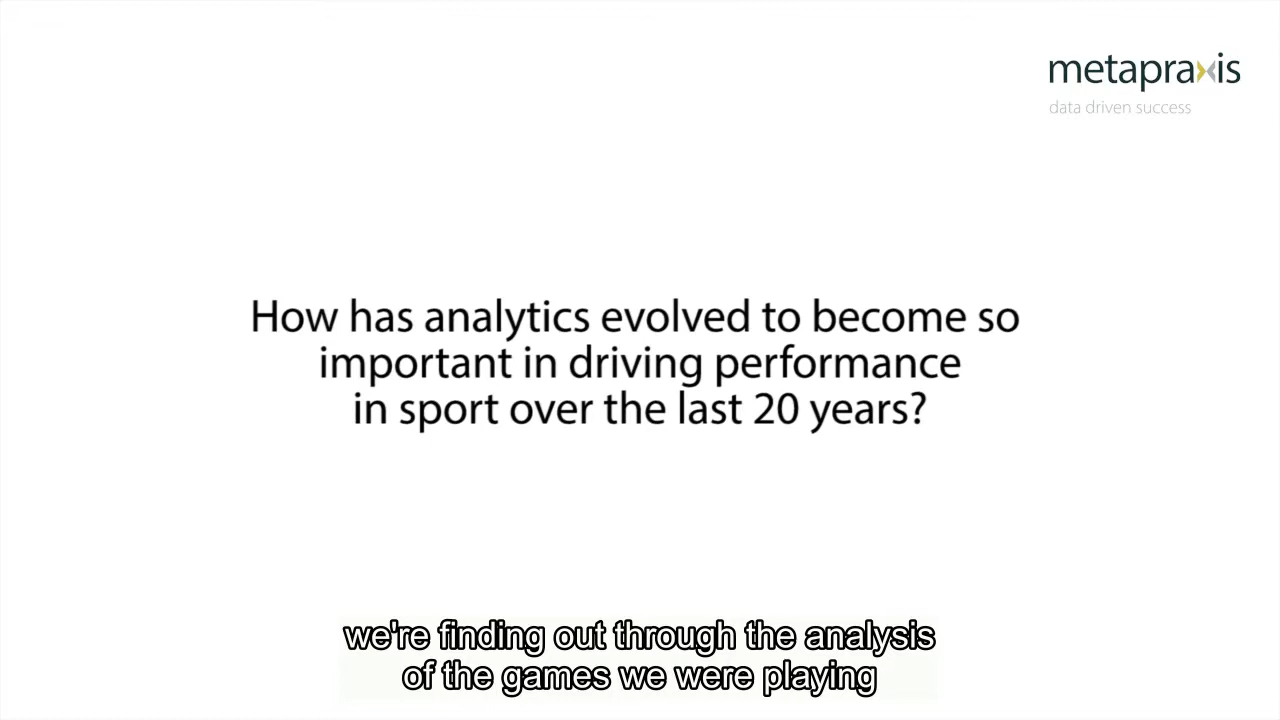 metapraxis
data driven success
How has analytics evolved to become so
important in driving performance
in sport over the last 20 years?
we're finding out through the analysis
of the games we were playing